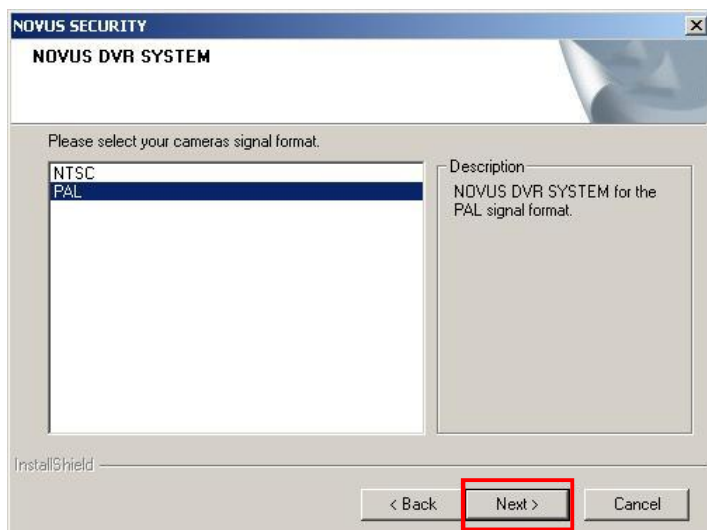 NOVUS SECURITY
NOVUS DVR SYSTEM
Please select your cameras signal format.
NTSC
PAL
Description
NOVUS DVR SYSTEM for the
PAL signal format.
InstallShield
< Back
Next >
Cancel